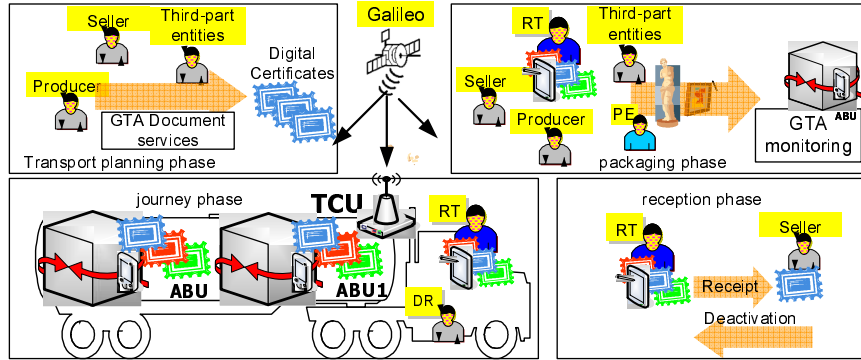 Seller
Third-part
entities
Producer
Digital
Certificates
GTA Document
services
Transport planning phase
Galileo
RT
Third-part
entities
Seller
Producer
PE
ABU
GTA
monitoring
packaging phase
journey phase
TCU
RT
ABU
ABU1
DR
reception phase
RT
Seller
Receipt
Deactivation